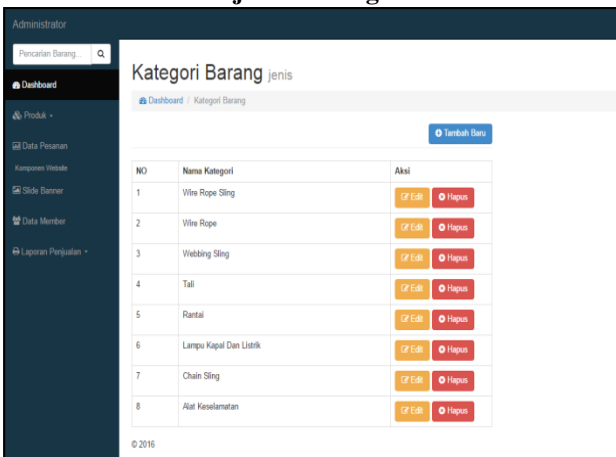 Administrator
Pencarian Barang...
Dashboard
Produk
Data Pesanan
Komponen Website
Slide Banner
Data Member
Laporan Penjualan
Kategori Barang jenis
Dashboard / Kategori Barang
Tambah Baru
NO Nama Kategori Aksi
1 Wire Rope Sling Edit Hapus
2 Wire Rope Edit Hapus
3 Webbing Sling Edit Hapus
4 Tali Edit Hapus
5 Rantai Edit Hapus
6 Lampu Kapal Dan Listrik Edit Hapus
7 Chain Sling Edit Hapus
8 Alat Keselamatan Edit Hapus
© 2016